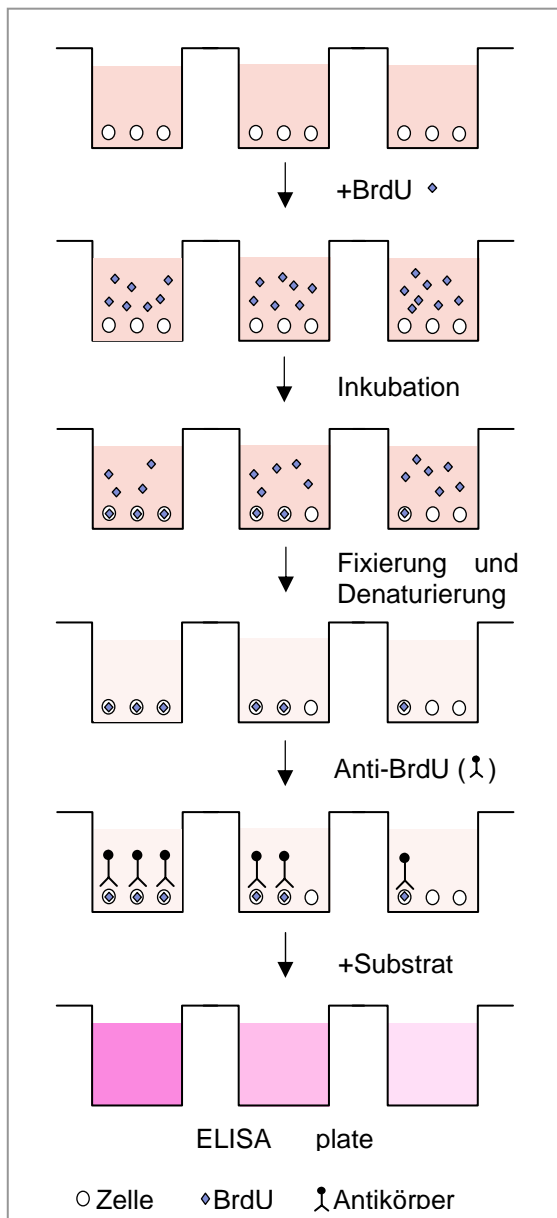 +BrdU
Inkubation
Fixierung und
Denaturierung
Anti-BrdU ( )
+Substrat
ELISA plate
Zelle BrdU Antikörper